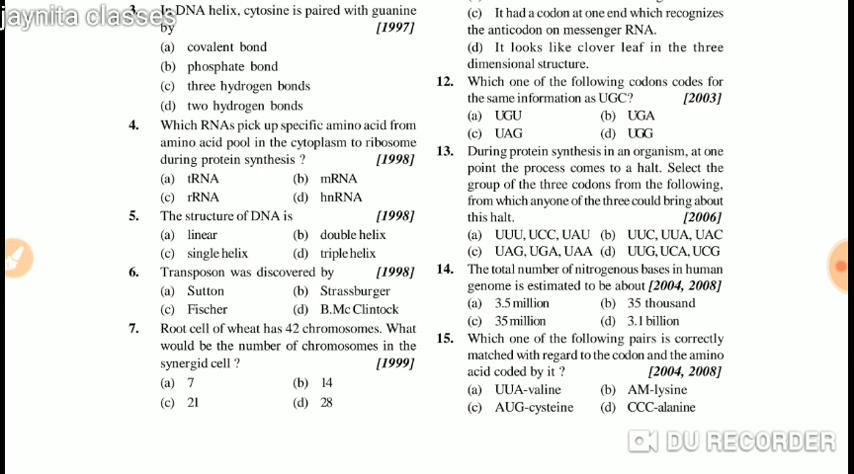 jaynita classes
3. In DNA helix, cytosine is paired with guanine
by [1997]
(a) covalent bond
(b) phosphate bond
(c) three hydrogen bonds
(d) two hydrogen bonds
4. Which RNAs pick up specific amino acid from
amino acid pool in the cytoplasm to ribosome
during protein synthesis ? [1998]
(a) tRNA (b) mRNA
(c) rRNA (d) hnRNA
5. The structure of DNA is [1998]
(a) linear (b) double helix
(c) single helix (d) triple helix
6. Transposon was discovered by [1998]
(a) Sutton (b) Strassburger
(c) Fischer (d) B.Mc Clintock
7. Root cell of wheat has 42 chromosomes. What
would be the number of chromosomes in the
synergid cell ? [1999]
(a) 7 (b) 14
(c) 21 (d) 28
(c) It had a codon at one end which recognizes
the anticodon on messenger RNA.
(d) It looks like clover leaf in the three
dimensional structure.
12. Which one of the following codons codes for
the same information as UGC? [2003]
(a) UGU (b) UGA
(c) UAG (d) UGG
13. During protein synthesis in an organism, at one
point the process comes to a halt. Select the
group of the three codons from the following,
from which anyone of the three could bring about
this halt. [2006]
(a) UUU, UCC, UAU (b) UUC, UUA, UAC
(c) UAG, UGA, UAA (d) UUG, UCA, UCG
14. The total number of nitrogenous bases in human
genome is estimated to be about [2004, 2008]
(a) 3.5 million (b) 35 thousand
(c) 35 million (d) 3.1 billion
15. Which one of the following pairs is correctly
matched with regard to the codon and the amino
acid coded by it ? [2004, 2008]
(a) UUA-valine (b) AM-lysine
(c) AUG-cysteine (d) CCC-alanine
DU RECORDER